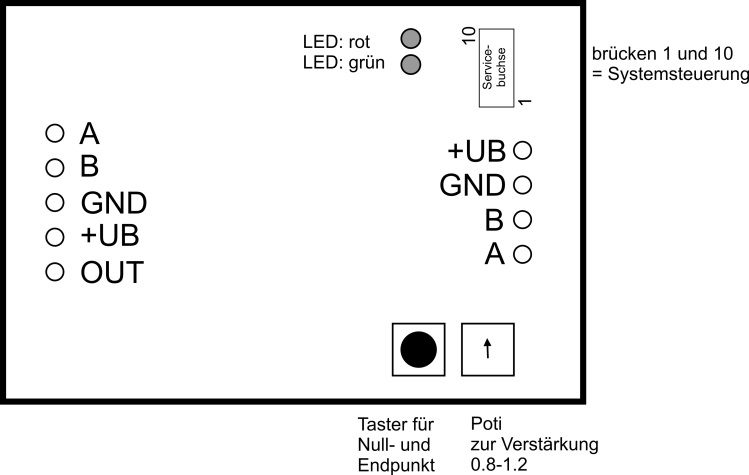 LED: rot
LED: grün
10
Service-
buchse
1
brücken 1 und 10
= Systemsteuerung
A
B
GND
+UB
OUT
+UB
GND
B
A
Taster für
Null- und
Endpunkt
Poti
zur Verstärkung
0.8-1.2